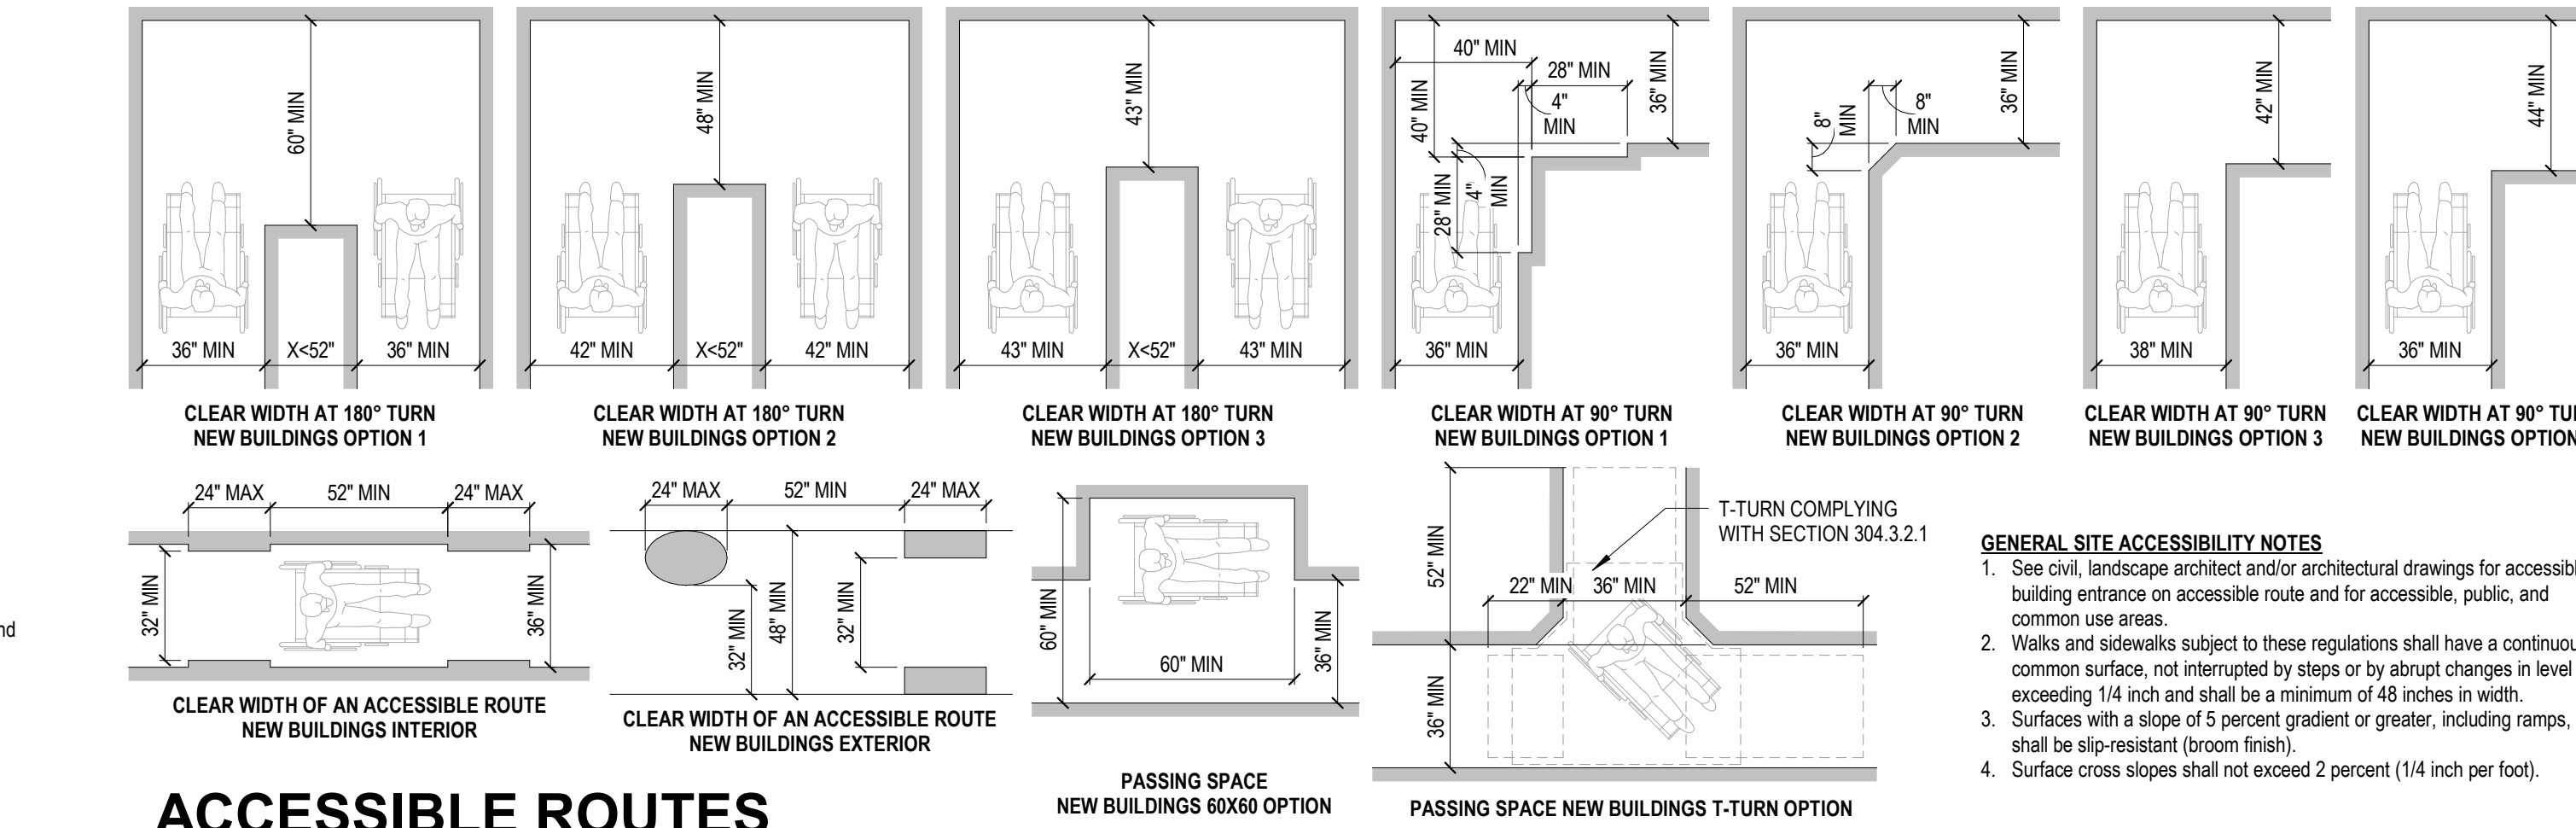 60" MIN
36" MIN
X<52"
36" MIN
CLEAR WIDTH AT 180° TURN
NEW BUILDINGS OPTION 1
48" MIN
42" MIN
X<52"
42" MIN
CLEAR WIDTH AT 180° TURN
NEW BUILDINGS OPTION 2
43" MIN
43" MIN
X<52"
43" MIN
CLEAR WIDTH AT 180° TURN
NEW BUILDINGS OPTION 3
40" MIN
28" MIN
36" MIN
40" MIN
4"
MIN
28" MIN
4"
MIN
36" MIN
CLEAR WIDTH AT 90° TURN
NEW BUILDINGS OPTION 1
36" MIN
8"
MIN
8"
MIN
36" MIN
CLEAR WIDTH AT 90° TURN
NEW BUILDINGS OPTION 2
42" MIN
38" MIN
CLEAR WIDTH AT 90° TURN
NEW BUILDINGS OPTION 3
44" MIN
36" MIN
CLEAR WIDTH AT 90°
NEW BUILDINGS OPTION
nd
24" MAX
52" MIN
24" MAX
32" MIN
36" MIN
CLEAR WIDTH OF AN ACCESSIBLE ROUTE
NEW BUILDINGS INTERIOR
24" MAX
52" MIN
24" MAX
32" MIN
48" MIN
32" MIN
CLEAR WIDTH OF AN ACCESSIBLE ROUTE
NEW BUILDINGS EXTERIOR
60" MIN
60" MIN
36" MIN
PASSING SPACE
NEW BUILDINGS 60X60 OPTION
T-TURN COMPLYING
WITH SECTION 304.3.2.1
52" MIN
22" MIN
36" MIN
52" MIN
36" MIN
PASSING SPACE NEW BUILDINGS T-TURN OPTION
GENERAL SITE ACCESSIBILITY NOTES
1. See civil, landscape architect and/or architectural drawings for accessibl
building entrance on accessible route and for accessible, public, and
common use areas.
2. Walks and sidewalks subject to these regulations shall have a continuou
common surface, not interrupted by steps or by abrupt changes in level
exceeding 1/4 inch and shall be a minimum of 48 inches in width.
3. Surfaces with a slope of 5 percent gradient or greater, including ramps,
shall be slip-resistant (broom finish).
4. Surface cross slopes shall not exceed 2 percent (1/4 inch per foot).
ACCESSIBLE ROUTES